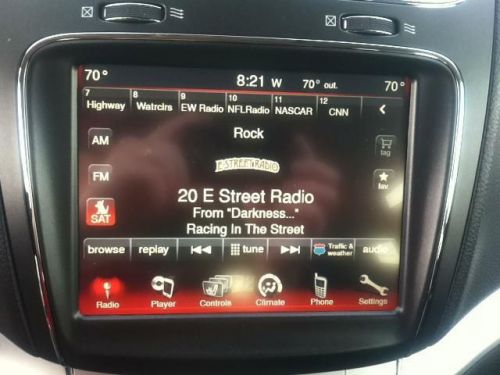 70° 8:21 W 70° out. 70°
7 8 9 10 11 12
Highway Watrclrs EW Radio NFLRadio NASCAR CNN
Rock
AM
tag
E STREET RADIO
FM
fav
20 E Street Radio
SAT
From "Darkness..."
Racing In The Street
browse replay tune Traffic & weather audio
Radio Player Controls Climate Phone Settings